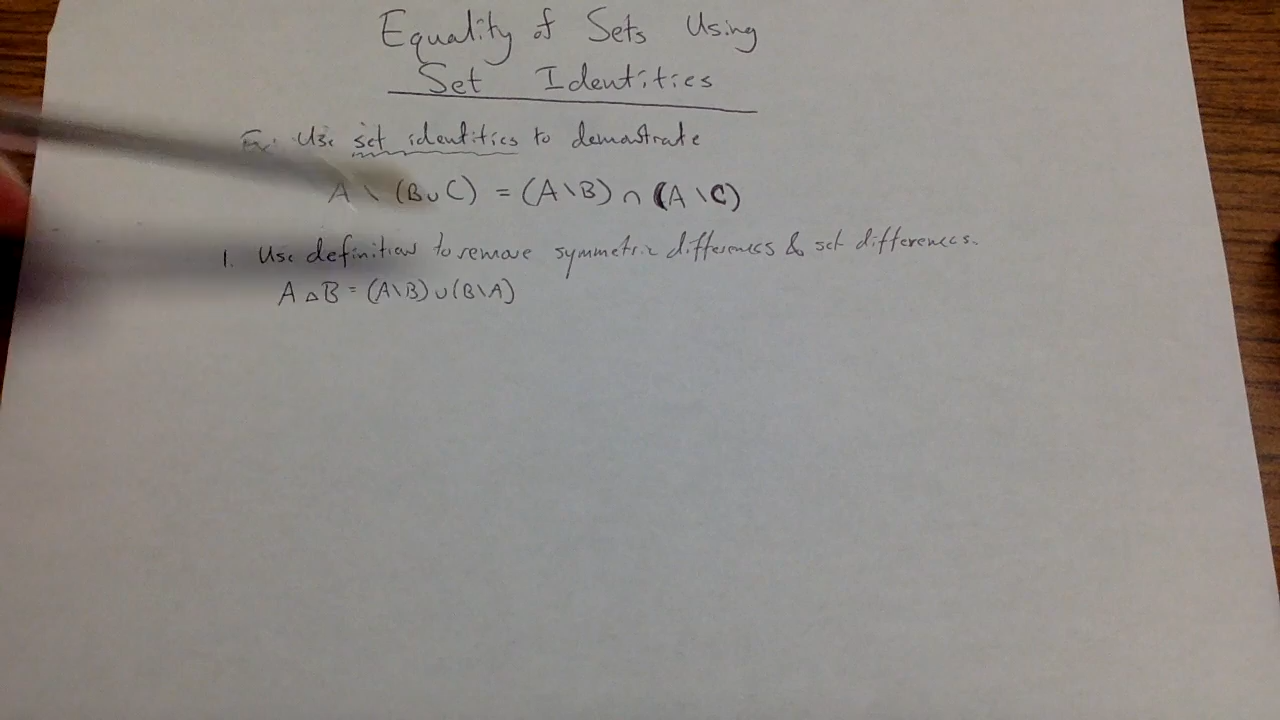 Equality of Sets Using
Set Identities
Ex: Use set identities to demonstrate
A \ (B ∪ C) = (A \ B) ∩ (A \ C)
1. Use definition to remove symmetric differences & set differences.
A △ B = (A \ B) ∪ (B \ A)